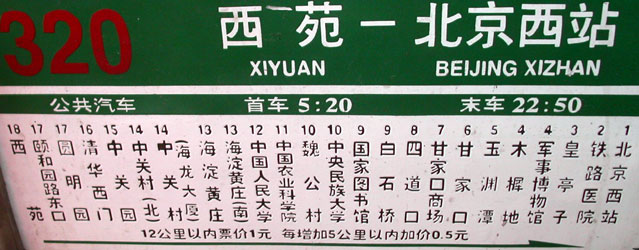 320
西苑－北京西站
XIYUAN
BEIJING XIZHAN
公共汽车
首车 5:20
末车 22:50
18 17 17 16 15 14 14 13 13 12 11 10 10 9 9 8 7 6 5 4 4 3 2 1
西苑
颐和园路东口
圆明园
清华西门
中关园
中关村
中关村(北)
(海龙大厦)
海淀黄庄
海淀黄庄(南)
中国人民大学
中国农业科学院
魏公村
中央民族大学
国家图书馆
白石桥
四道口
甘家口商场
甘家口
玉渊潭
木樨地
军事博物馆
皇亭子
铁路医院
北京西站
12公里以内票价1元 每增加5公里以内加价0.5元